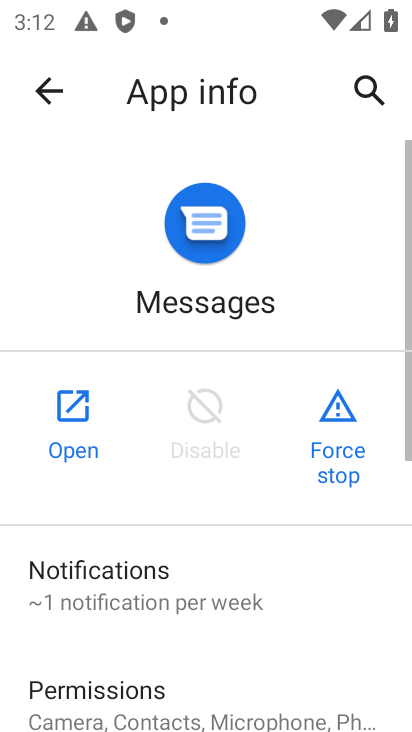 3:12
App info
Messages
Open
Disable
Force
stop
Notifications
~1 notification per week
Permissions
Camera, Contacts, Microphone, Ph…